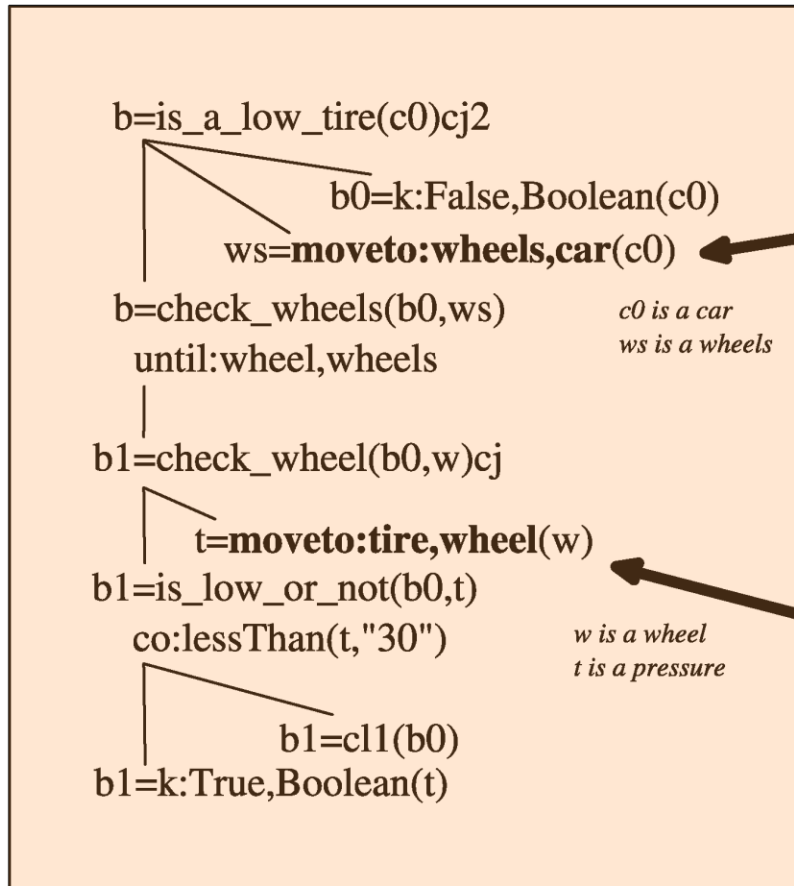 b=is_a_low_tire(c0)cj2
b0=k:False,Boolean(c0)
ws=moveto:wheels,car(c0)
b=check_wheels(b0,ws)
until:wheel,wheels
c0 is a car
ws is a wheels
b1=check_wheel(b0,w)cj
t=moveto:tire,wheel(w)
b1=is_low_or_not(b0,t)
co:lessThan(t,"30")
w is a wheel
t is a pressure
b1=cl1(b0)
b1=k:True,Boolean(t)